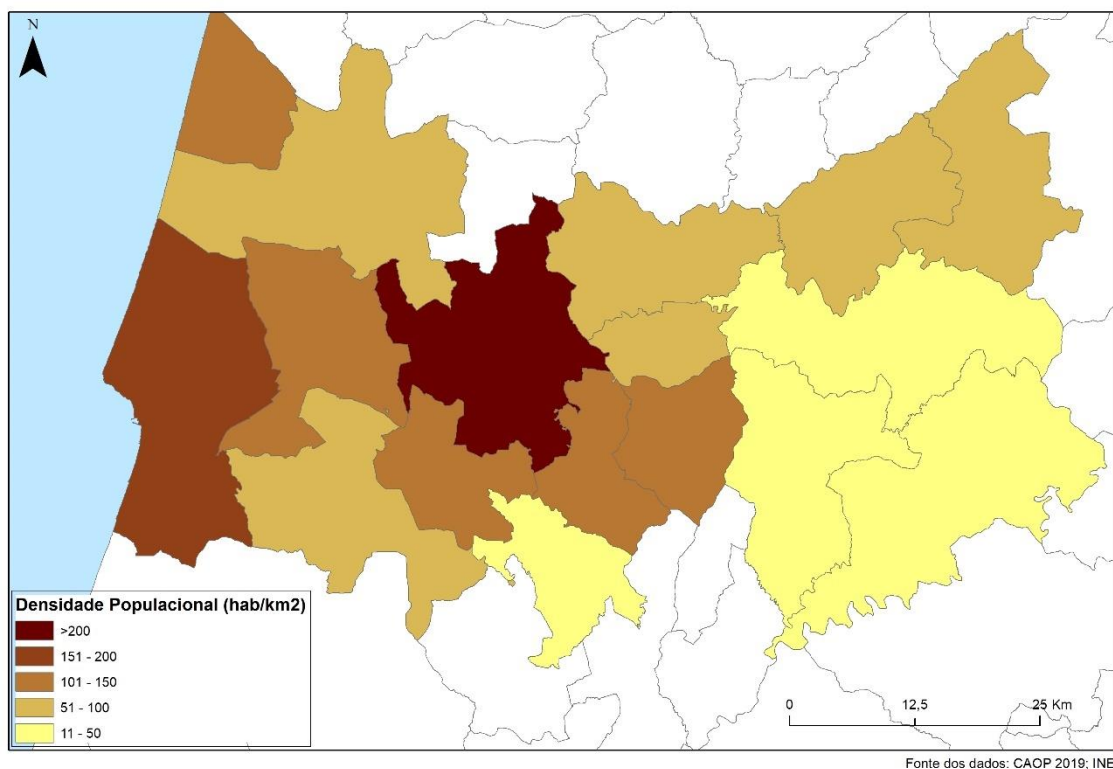 N
Densidade Populacional (hab/km2)
>200
151 - 200
101 - 150
51 - 100
11 - 50
0 12,5 25 Km
Fonte dos dados: CAOP 2019; INE